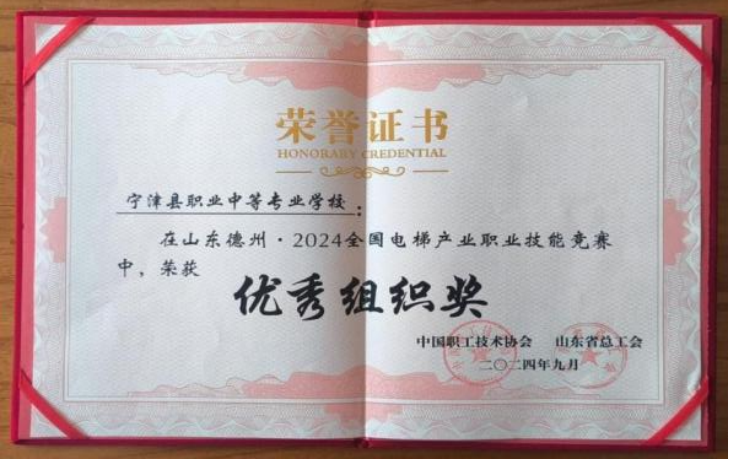 荣誉证书
HONORARY CREDENTIAL
宁津县职业中等专业学校：
在山东德州·2024全国电梯产业职业技能竞赛
中，荣获
优秀组织奖
中国职工技术协会 山东省总工会
二〇二四年九月